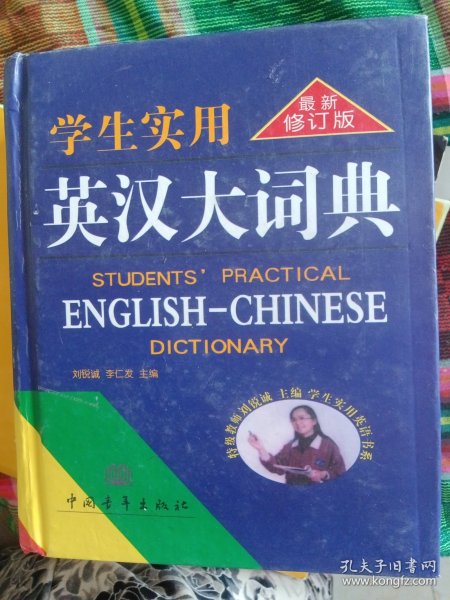 最新
修订版
学生实用
英汉大词典
STUDENTS' PRACTICAL
ENGLISH-CHINESE
DICTIONARY
刘锐诚 李仁发 主编
特级教师刘锐诚 主编 学生实用英语书系
中国青年出版社
孔夫子旧书网
www.kongfz.com